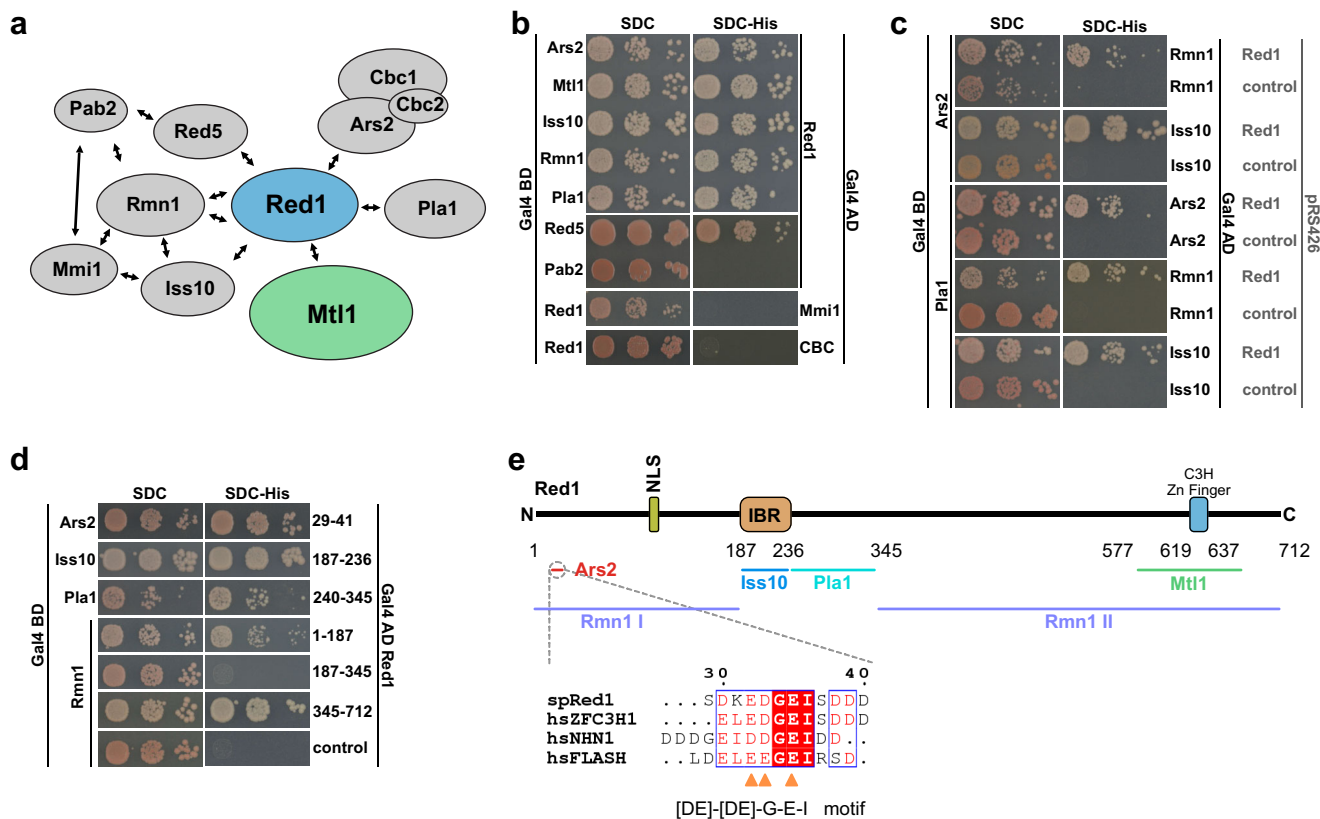 a
Cbc1
Cbc2
Ars2
Pab2
Red5
Rmn1
Red1
Pla1
Mmi1
Iss10
Mtl1
b
SDC SDC-His
Gal4 BD
Ars2
Mtl1
Iss10
Rmn1
Pla1
Red5
Pab2
Red1
Red1
Red1
Mmi1
CBC
Gal4 AD
c
SDC SDC-His
Gal4 BD
Ars2
Pla1
Rmn1 Red1
Rmn1 control
Iss10 Red1
Iss10 control
Ars2 Red1
Ars2 control
Rmn1 Red1
Rmn1 control
Iss10 Red1
Iss10 control
Gal4 AD
pRS426
d
SDC SDC-His
Gal4 BD
Ars2 29-41
Iss10 187-236
Pla1 240-345
Rmn1
1-187
187-345
345-712
control
Gal4 AD Red1
e
Red1
NLS
C3H
Zn Finger
N IBR C
1 187 236 345 577 619 637 712
Ars2 Iss10 Pla1 Mtl1
Rmn1 I Rmn1 II
30 40
spRed1 ...SDKEDGEISDDD
hsZFC3H1 ....ELEDGEISDDD
hsNHN1 DDDGEIDDGEIDD..
hsFLASH ..LDELEEGEIRSD.
[DE]-[DE]-G-E-I motif